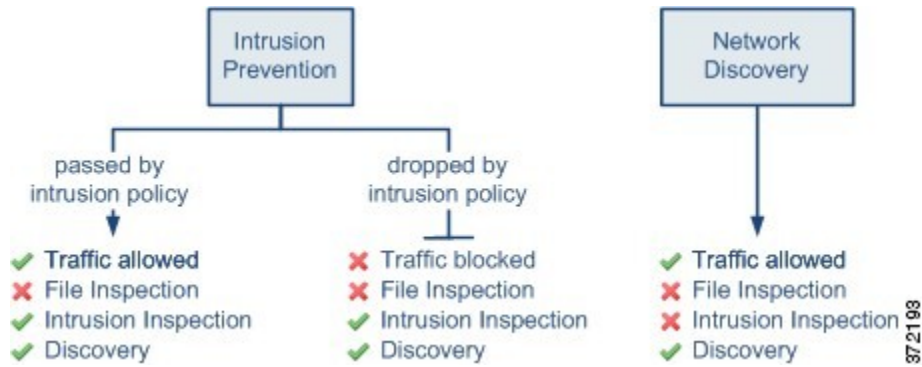 Intrusion
Prevention
Network
Discovery
passed by
intrusion policy
dropped by
intrusion policy
Traffic allowed
File Inspection
Intrusion Inspection
Discovery
Traffic blocked
File Inspection
Intrusion Inspection
Discovery
Traffic allowed
File Inspection
Intrusion Inspection
Discovery
372193